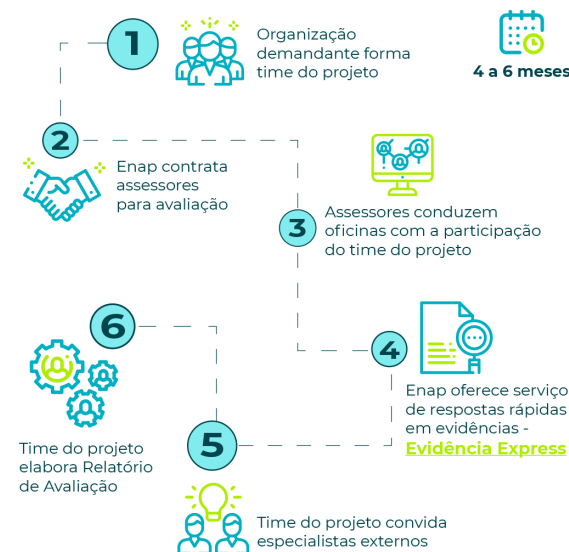 1
Organização
demandante forma
time do projeto
4 a 6 meses
2
Enap contrata
assessores
para avaliação
3
Assessores conduzem
oficinas com a participação
do time do projeto
4
Enap oferece serviço
de respostas rápidas
em evidências -
Evidência Express
5
Time do projeto convida
especialistas externos
6
Time do projeto
elabora Relatório
de Avaliação